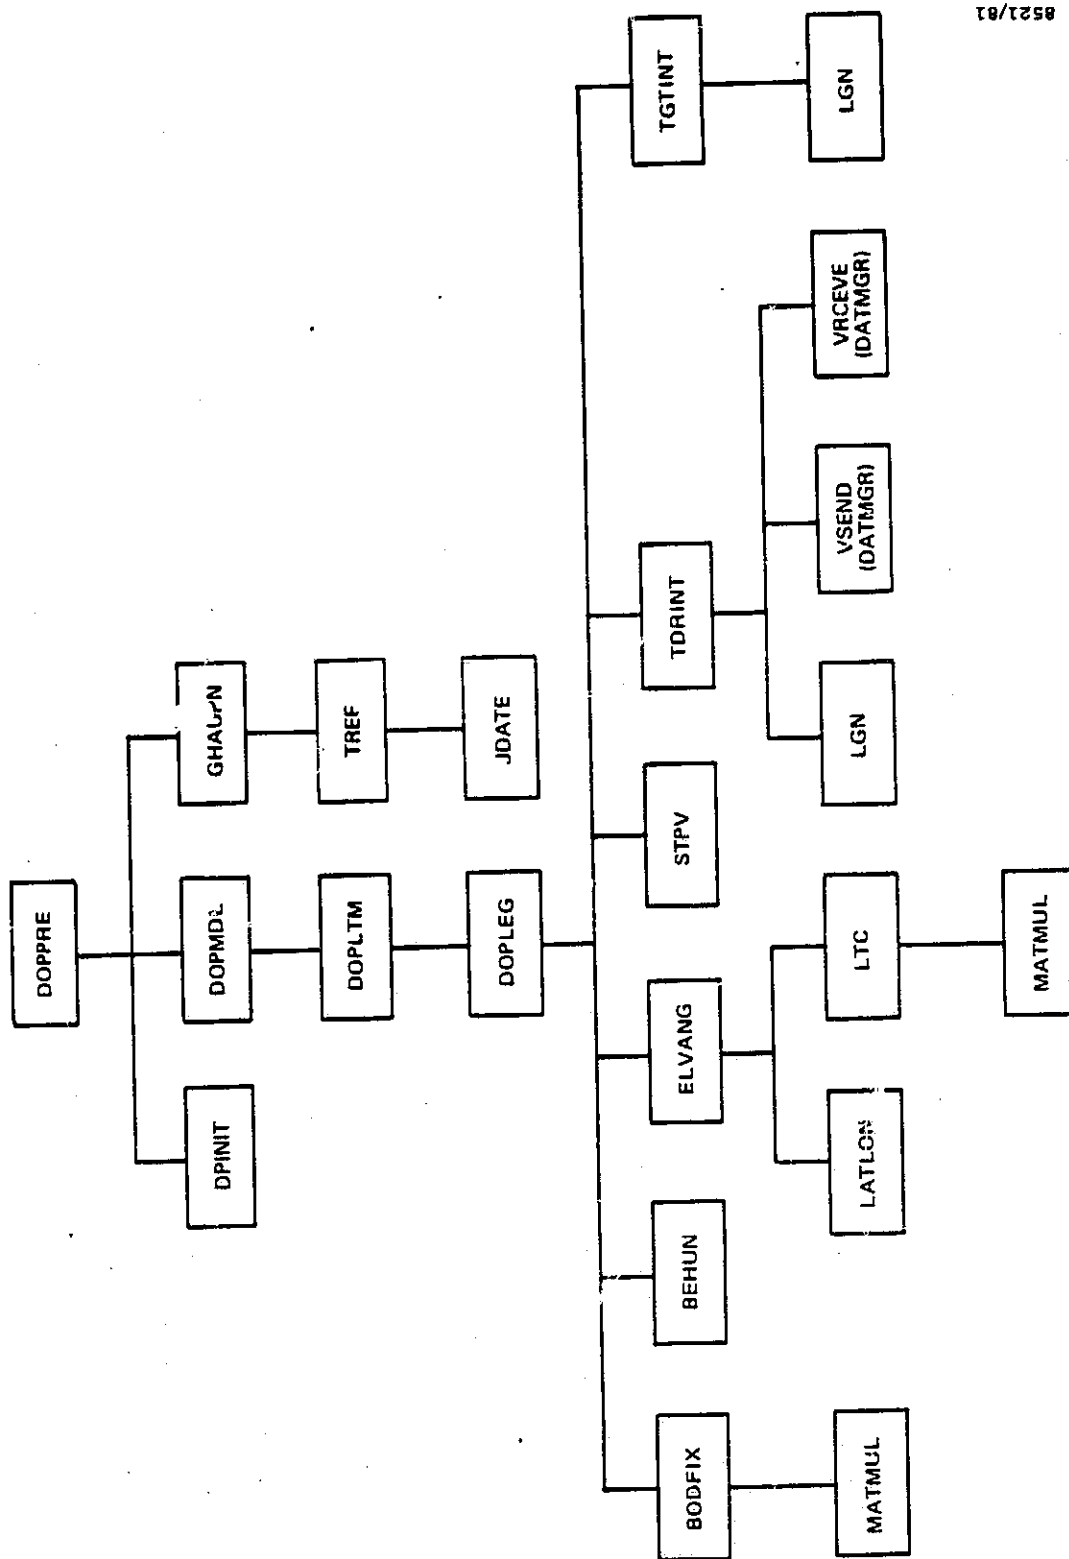 DOPPRE
DPINIT
DOPMDL
DOPLTM
TREF
DOPLEG
JDATE
BODFIX
BEHUN
ELVANG
STPV
TDRINT
TGTINT
MATMUL
LATLON
LTC
LGN
VSEND
(DATMGR)
VRCEVE
(DATMGR)
LGN
MATMUL
8521/81